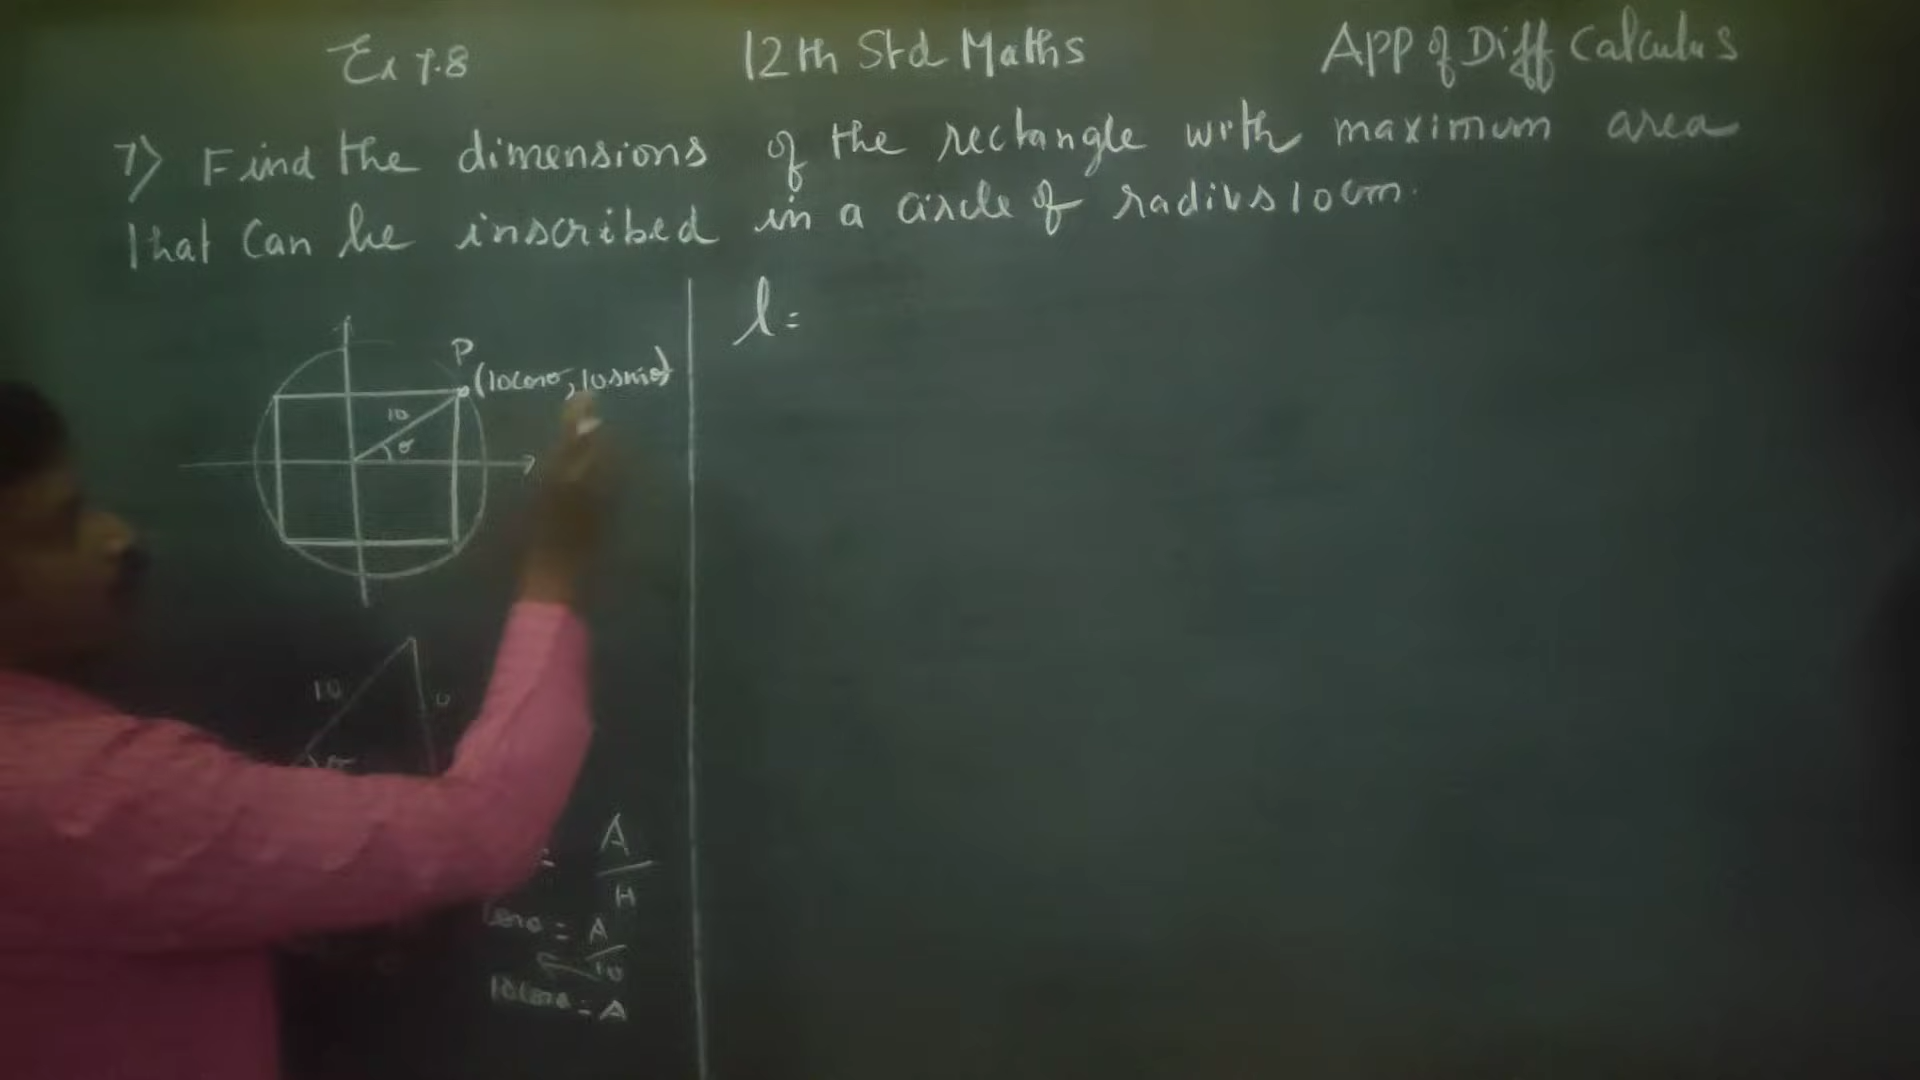 Ex 7.8
12th Std Maths
App of Diff Calculus
7) Find the dimensions of the rectangle with maximum area
that can be inscribed in a circle of radius 10cm.
P
(10cosθ, 10sinθ)
10
θ
l =
10
θ
= A/H
cosθ = A/10
10cosθ = A